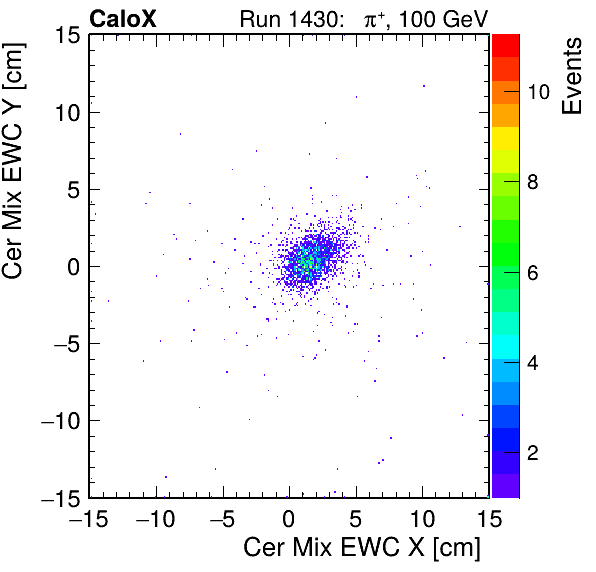 CaloX Run 1430: π⁺, 100 GeV
Cer Mix EWC Y [cm]
15
10
5
0
−5
−10
−15
−15 −10 −5 0 5 10 15
Cer Mix EWC X [cm]
Events
10
8
6
4
2